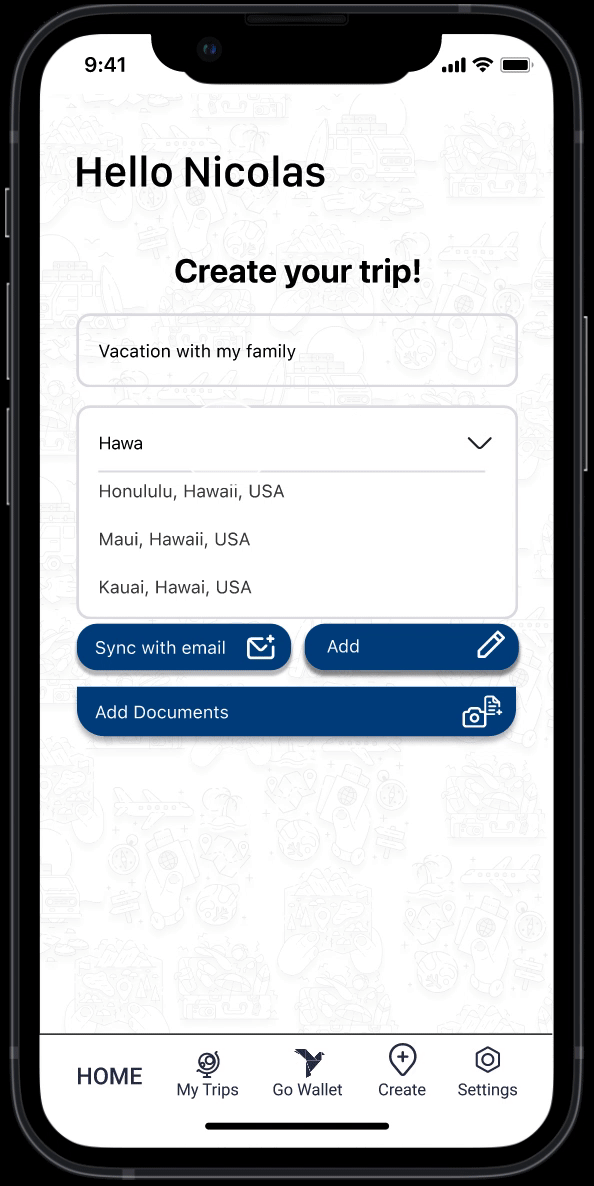 9:41
Hello Nicolas
Create your trip!
Vacation with my family
Hawa
Honululu, Hawaii, USA
Maui, Hawaii, USA
Kauai, Hawai, USA
Sync with email
Add
Add Documents
HOME
My Trips
Go Wallet
Create
Settings